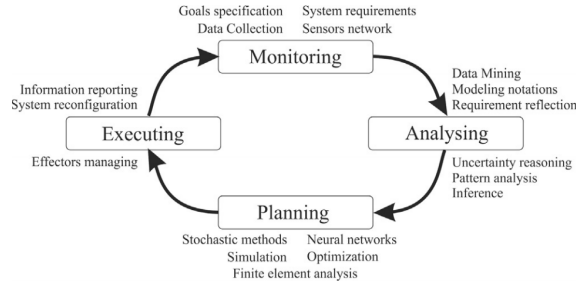 Goals specification System requirements
Data Collection Sensors network
Monitoring
Data Mining
Modeling notations
Requirement reflection
Analysing
Uncertainty reasoning
Pattern analysis
Inference
Planning
Stochastic methods Neural networks
Simulation Optimization
Finite element analysis
Information reporting
System reconfiguration
Executing
Effectors managing